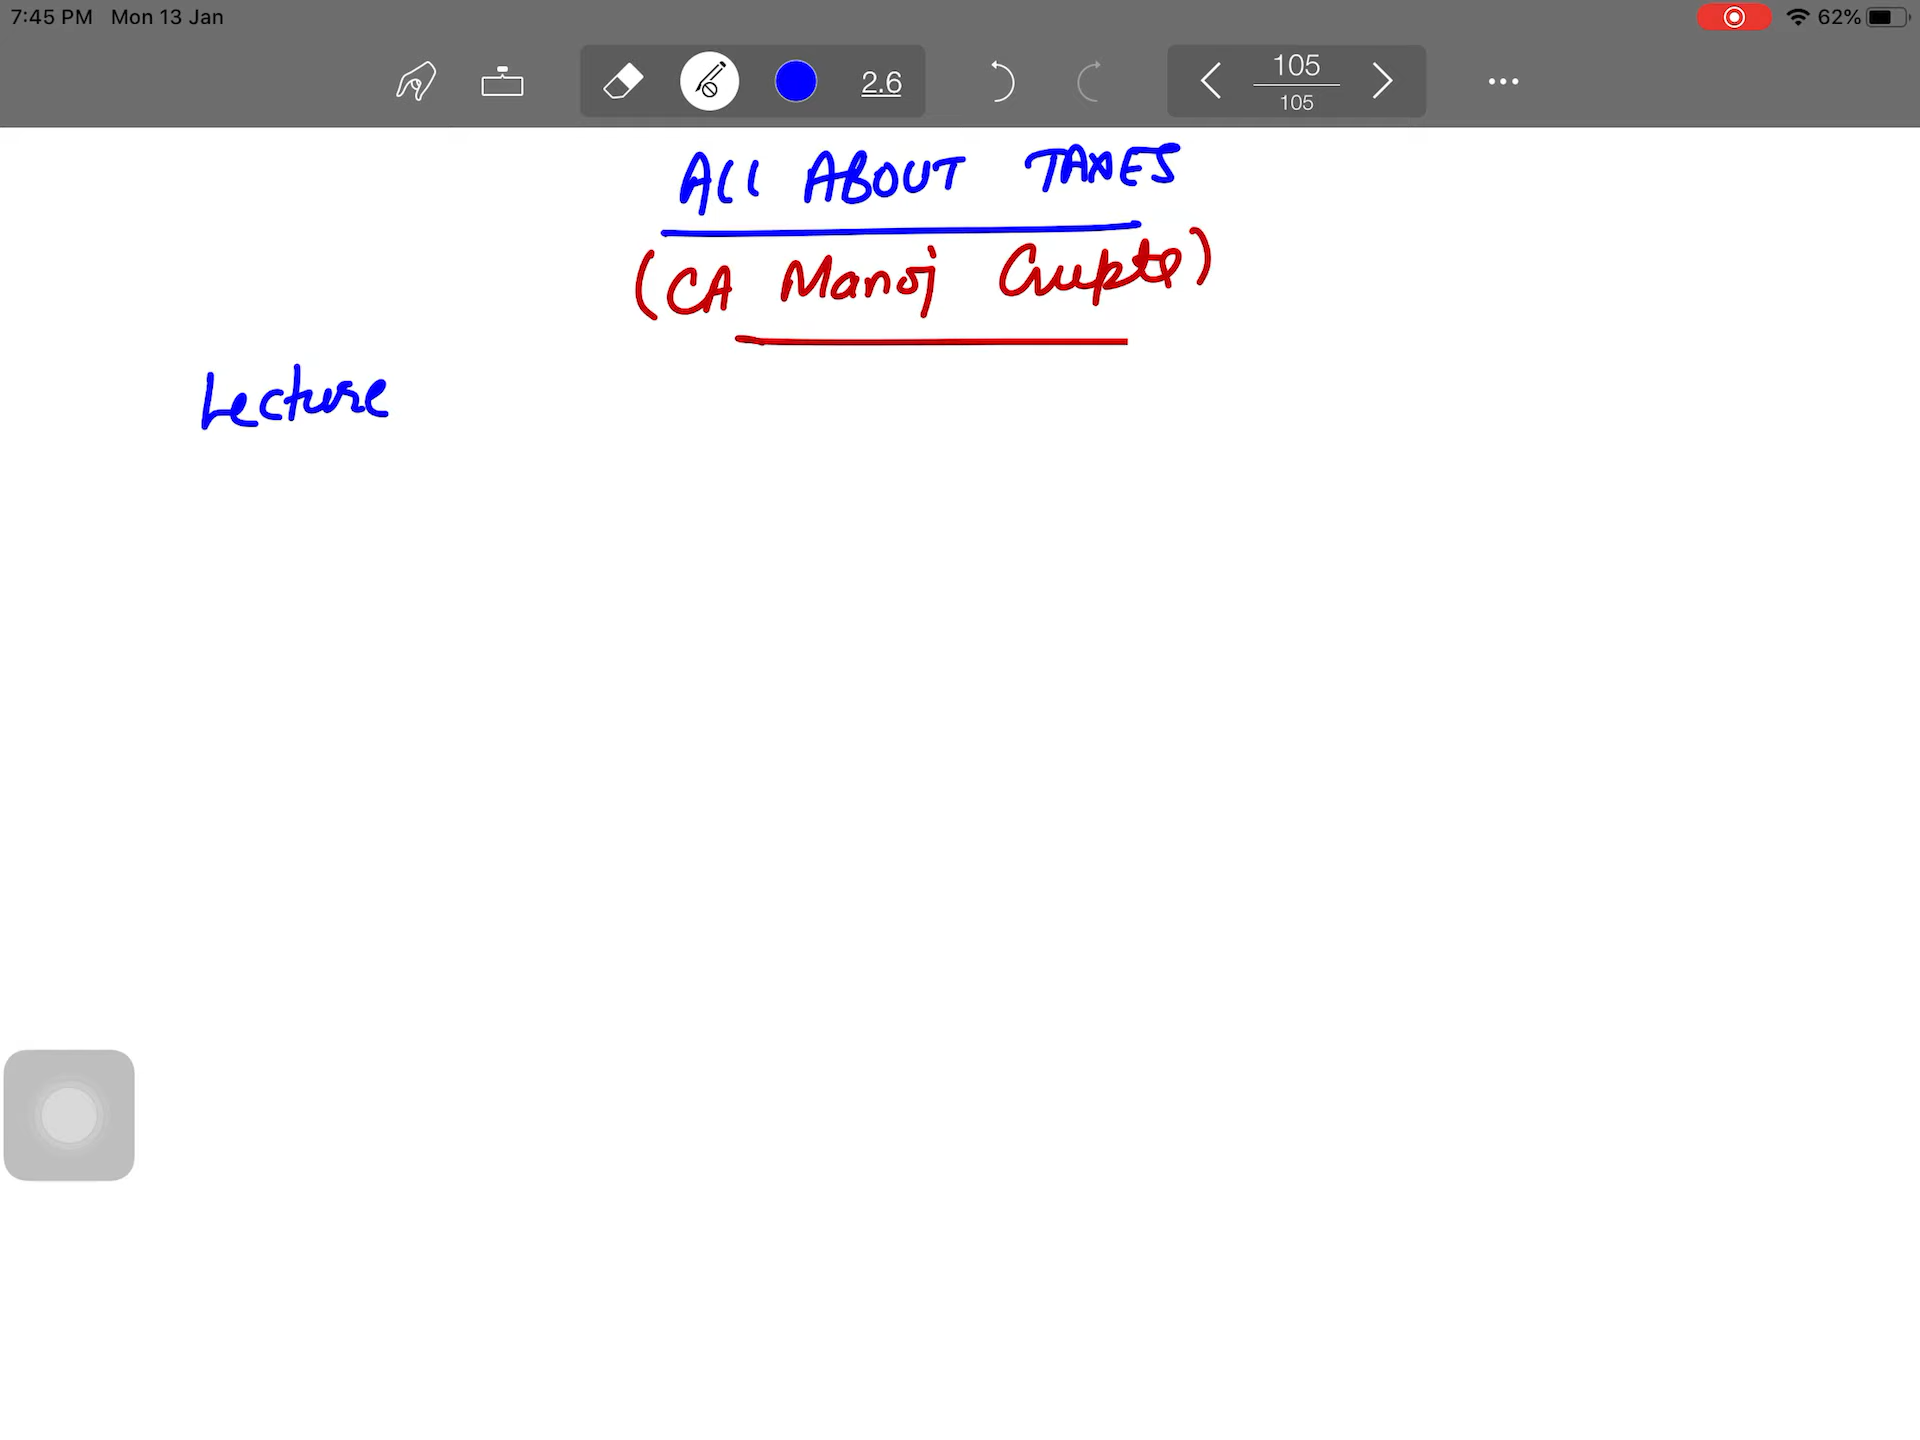 7:45 PM Mon 13 Jan
62%
2.6
105
105
ALL ABOUT TAXES
(CA Manoj Gupta)
Lecture